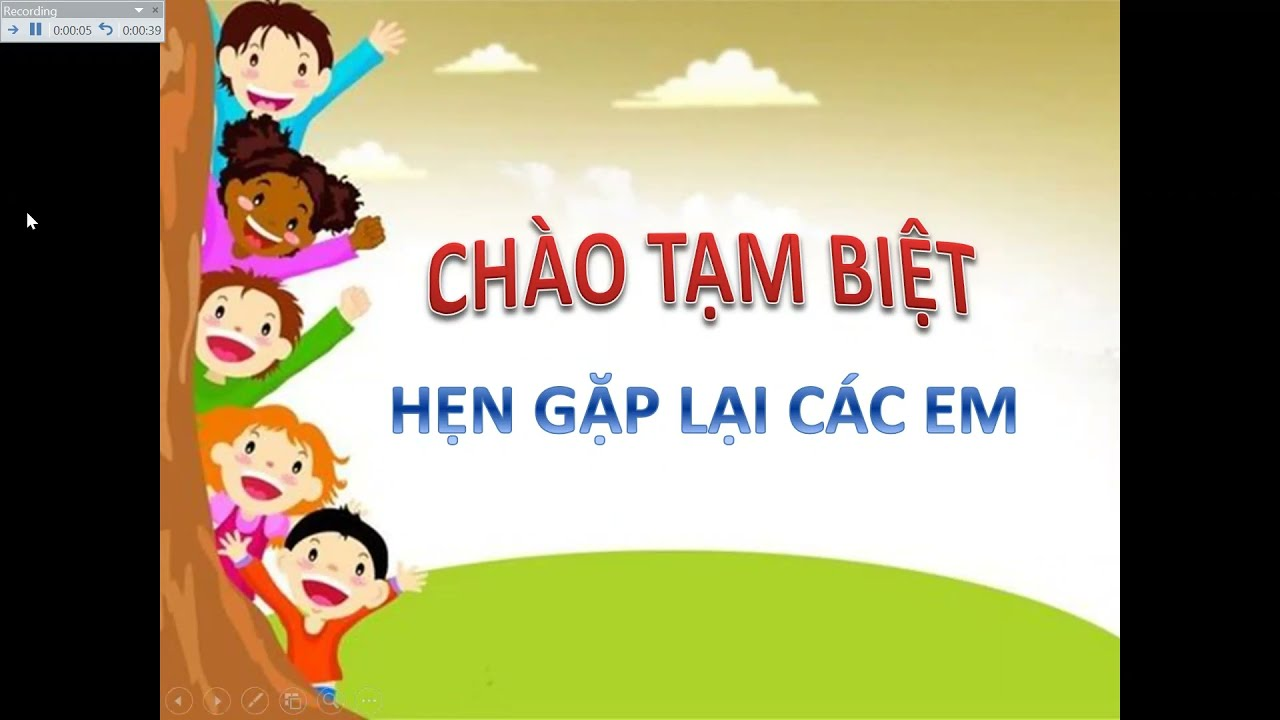 Recording
0:00:05 0:00:39
CHÀO TẠM BIỆT
HẸN GẶP LẠI CÁC EM